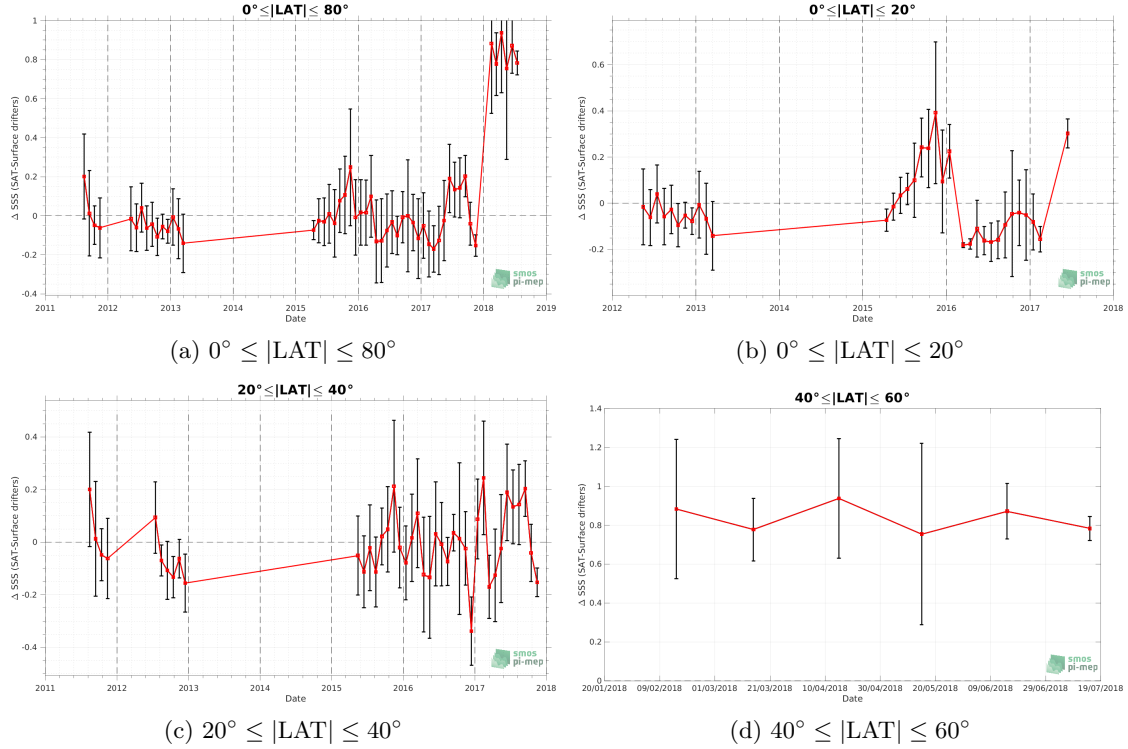 0°≤|LAT|≤ 80°
Δ SSS (SAT-Surface drifters)
1
0.8
0.6
0.4
0.2
0
-0.2
-0.4
2011 2012 2013 2014 2015 2016 2017 2018 2019
Date
smos
pi-mep
(a) 0° ≤ |LAT| ≤ 80°
0°≤|LAT|≤ 20°
Δ SSS (SAT-Surface drifters)
0.6
0.4
0.2
0
-0.2
2012 2013 2014 2015 2016 2017 2018
Date
smos
pi-mep
(b) 0° ≤ |LAT| ≤ 20°
20°≤|LAT|≤ 40°
Δ SSS (SAT-Surface drifters)
0.4
0.2
0
-0.2
-0.4
2011 2012 2013 2014 2015 2016 2017 2018
Date
smos
pi-mep
(c) 20° ≤ |LAT| ≤ 40°
40°≤|LAT|≤ 60°
Δ SSS (SAT-Surface drifters)
1.4
1.2
1
0.8
0.6
0.4
0.2
0
20/01/2018 09/02/2018 01/03/2018 21/03/2018 10/04/2018 30/04/2018 20/05/2018 09/06/2018 29/06/2018 19/07/2018
Date
smos
pi-mep
(d) 40° ≤ |LAT| ≤ 60°